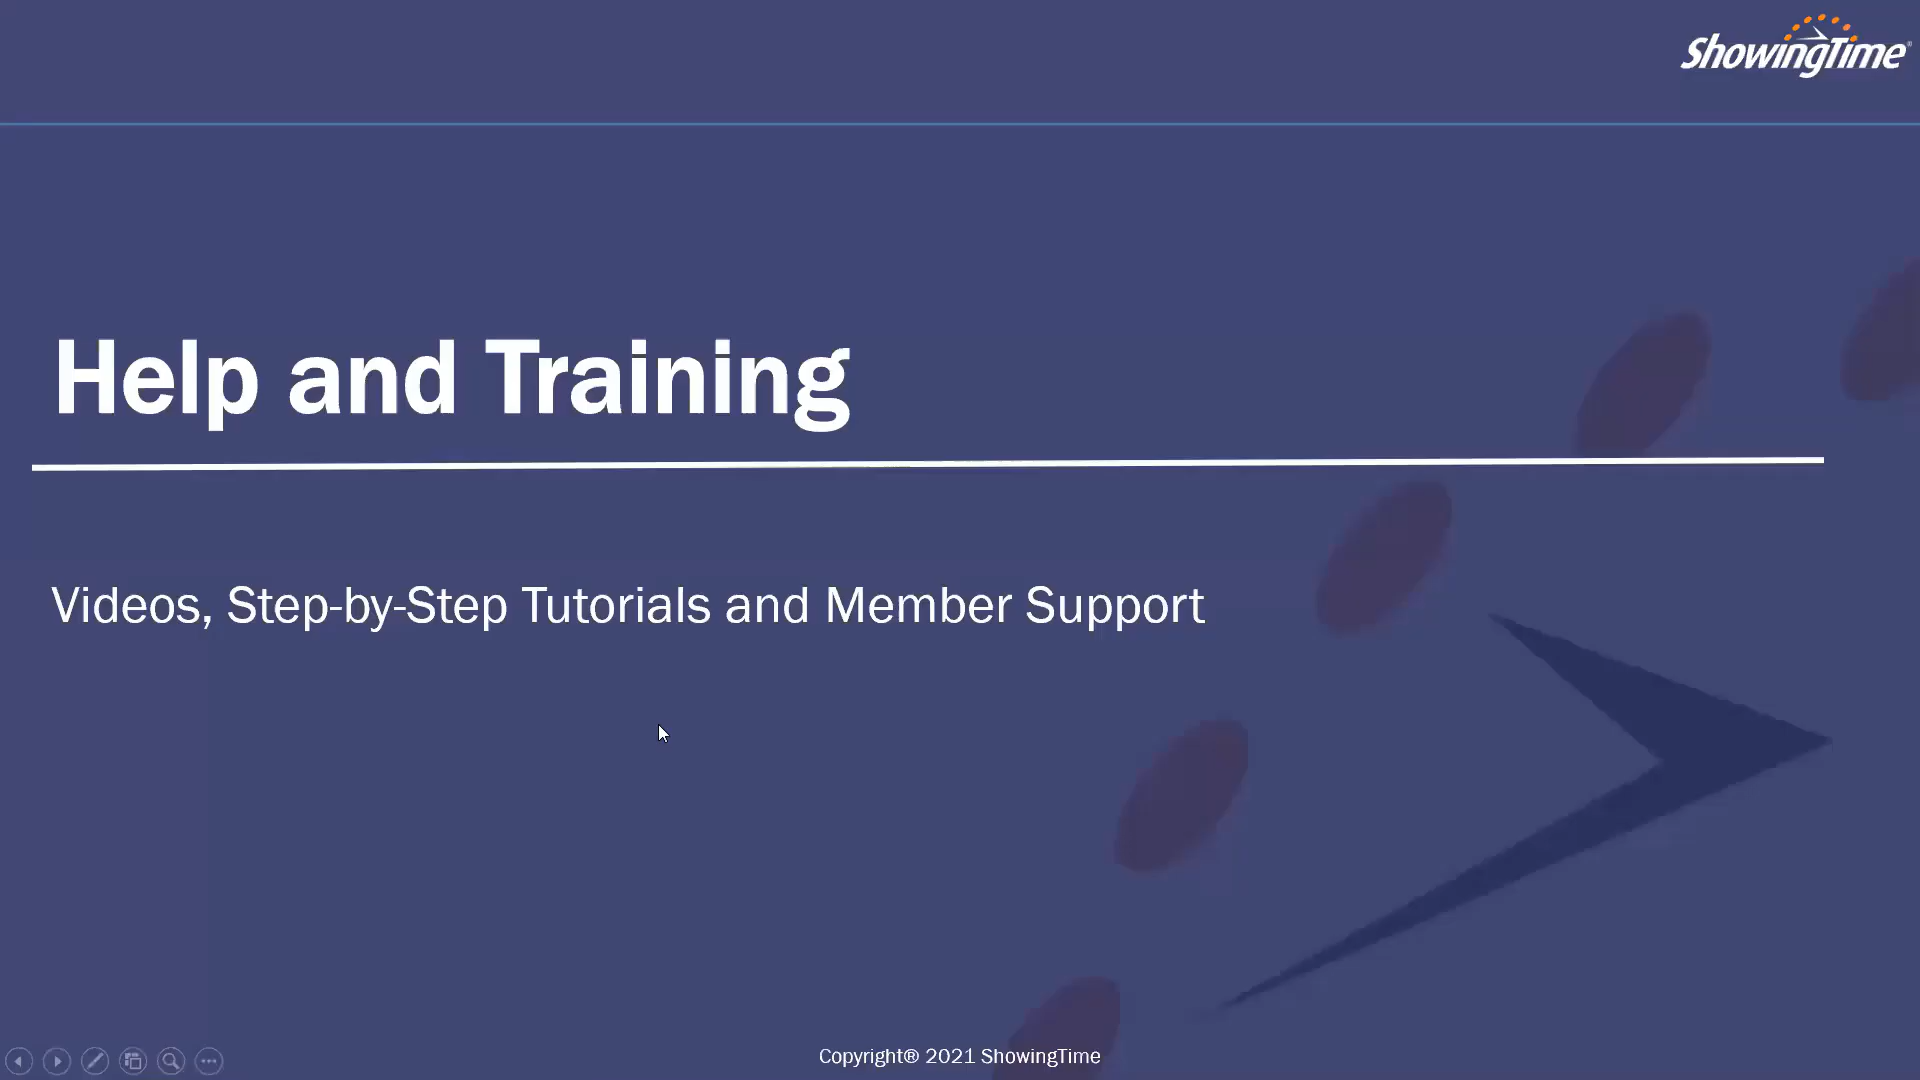 ShowingTime®
Help and Training
Videos, Step-by-Step Tutorials and Member Support
Copyright® 2021 ShowingTime